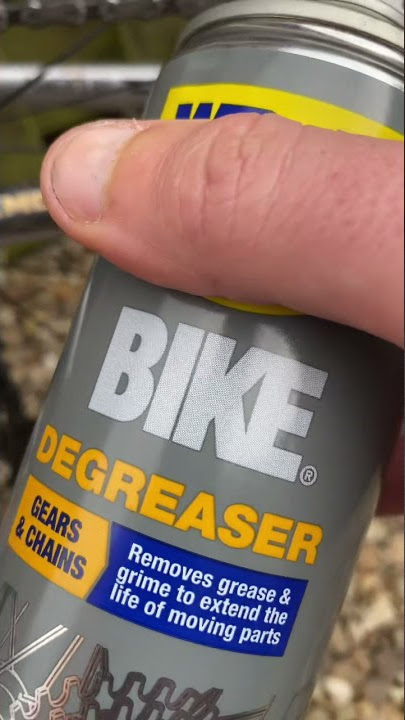 BIKE®
DEGREASER
GEARS
& CHAINS
Removes grease &
grime to extend the
life of moving parts